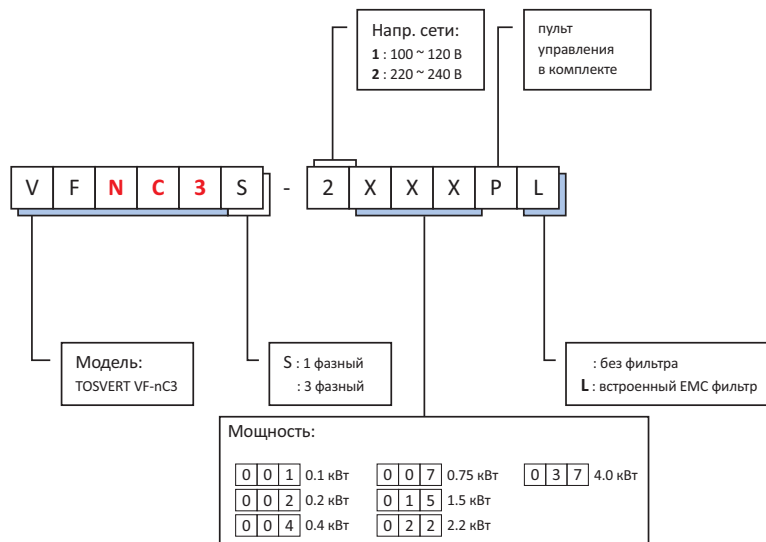 Напр. сети:
1 : 100 ~ 120 В
2 : 220 ~ 240 В
пульт
управления
в комплекте
V F N C 3 S - 2 X X X P L
Модель:
TOSVERT VF-nC3
S : 1 фазный
: 3 фазный
: без фильтра
L : встроенный EMC фильтр
Мощность:
0 0 1 0.1 кВт 0 0 7 0.75 кВт 0 3 7 4.0 кВт
0 0 2 0.2 кВт 0 1 5 1.5 кВт
0 0 4 0.4 кВт 0 2 2 2.2 кВт